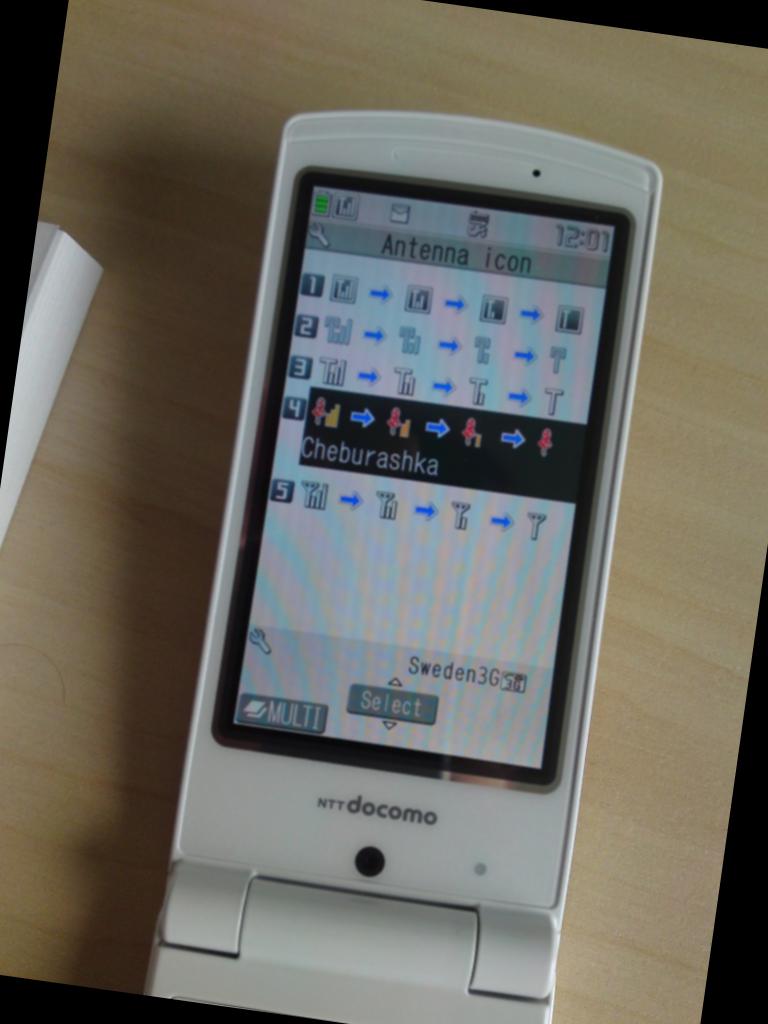 12:01
Antenna icon
1
2
3
4
Cheburashka
5
Sweden3G
Select
MULTI
NTT docomo